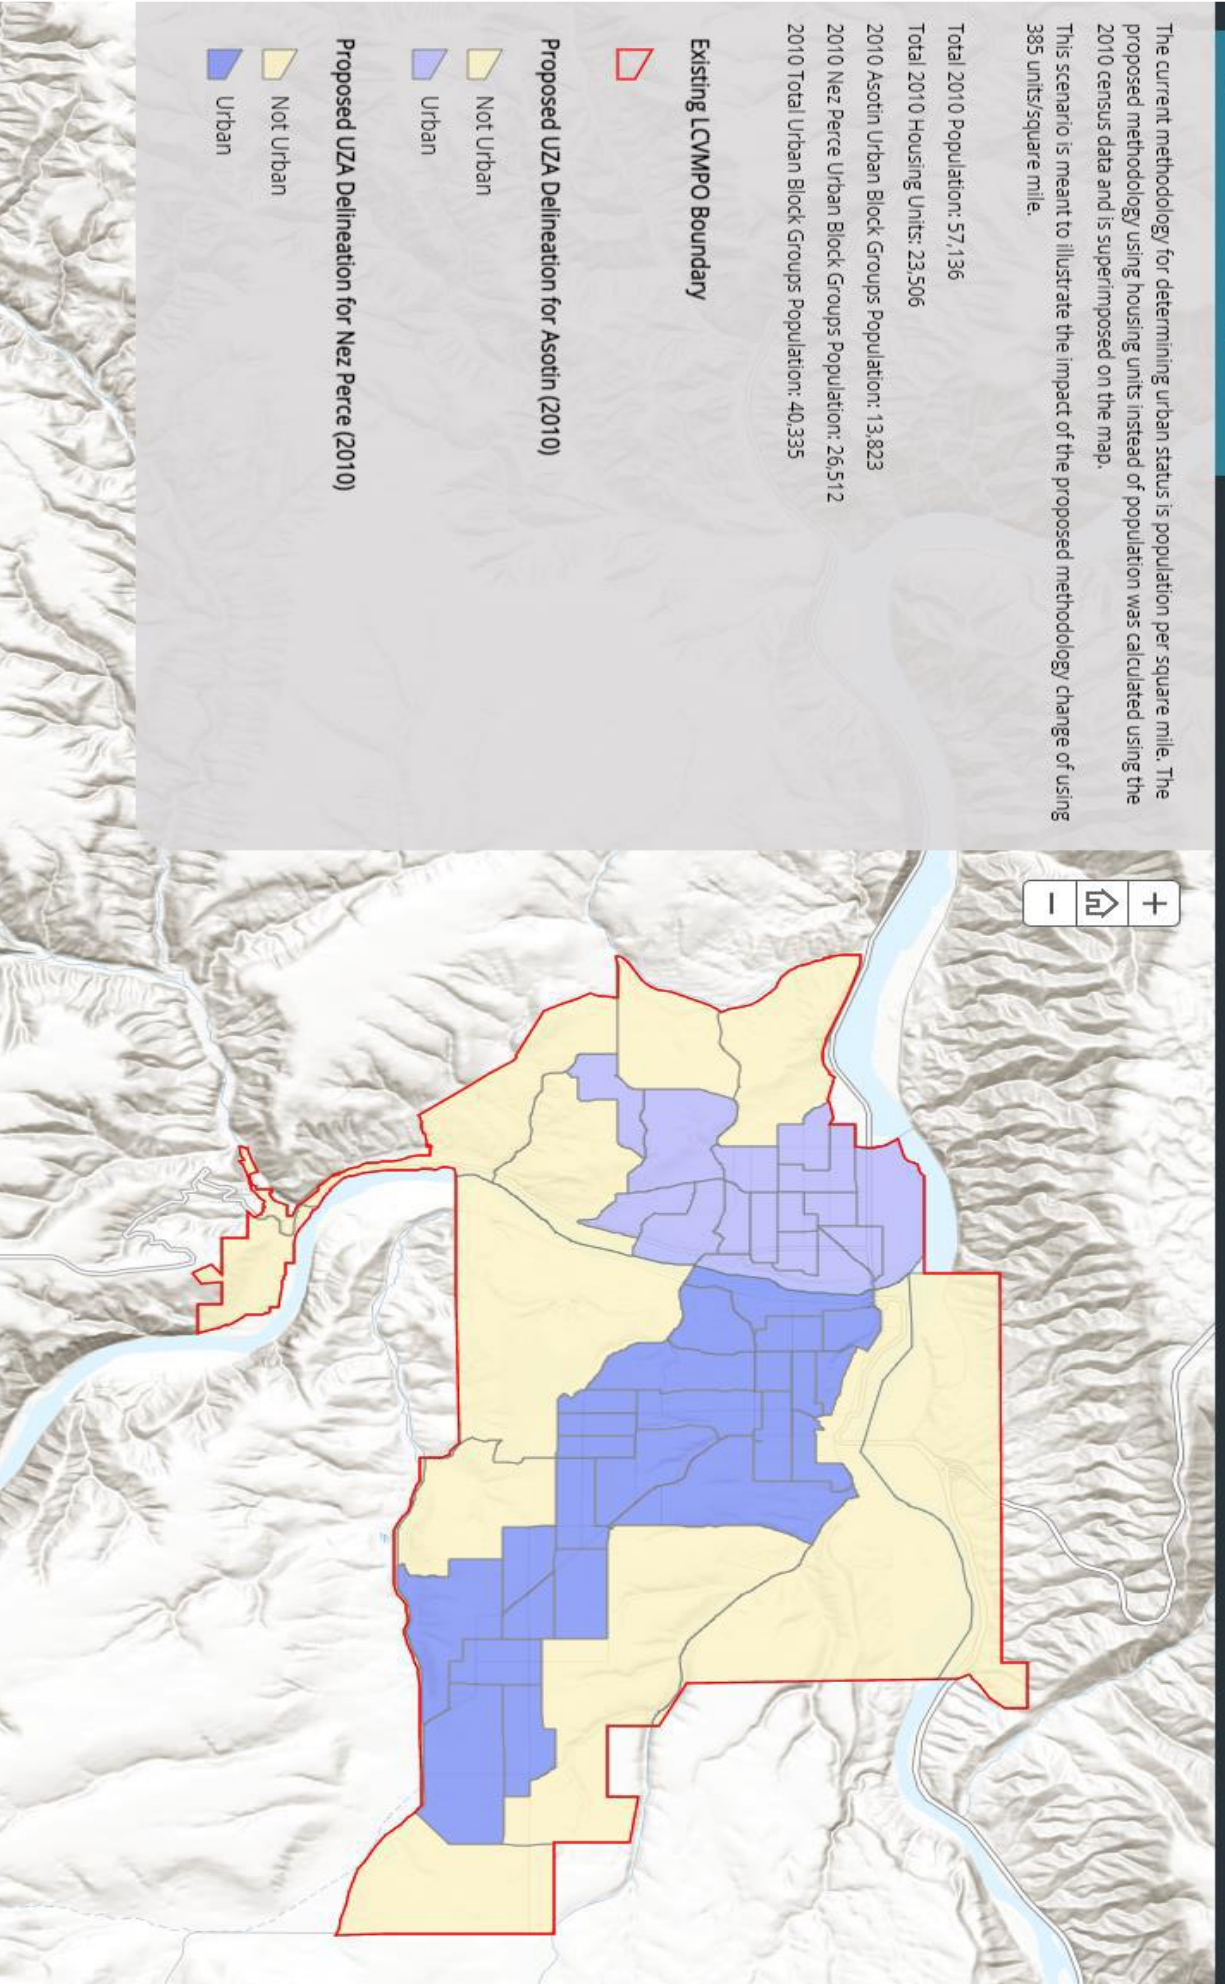 The current methodology for determining urban status is population per square mile. The
proposed methodology using housing units instead of population was calculated using the
2010 census data and is superimposed on the map.
This scenario is meant to illustrate the impact of the proposed methodology change of using
385 units/square mile.
Total 2010 Population: 57,136
Total 2010 Housing Units: 23,506
2010 Asotin Urban Block Groups Population: 13,823
2010 Nez Perce Urban Block Groups Population: 26,512
2010 Total Urban Block Groups Population: 40,335
Existing LCVMPO Boundary
Proposed UZA Delineation for Asotin (2010)
Not Urban
Urban
Proposed UZA Delineation for Nez Perce (2010)
Not Urban
Urban
+
−